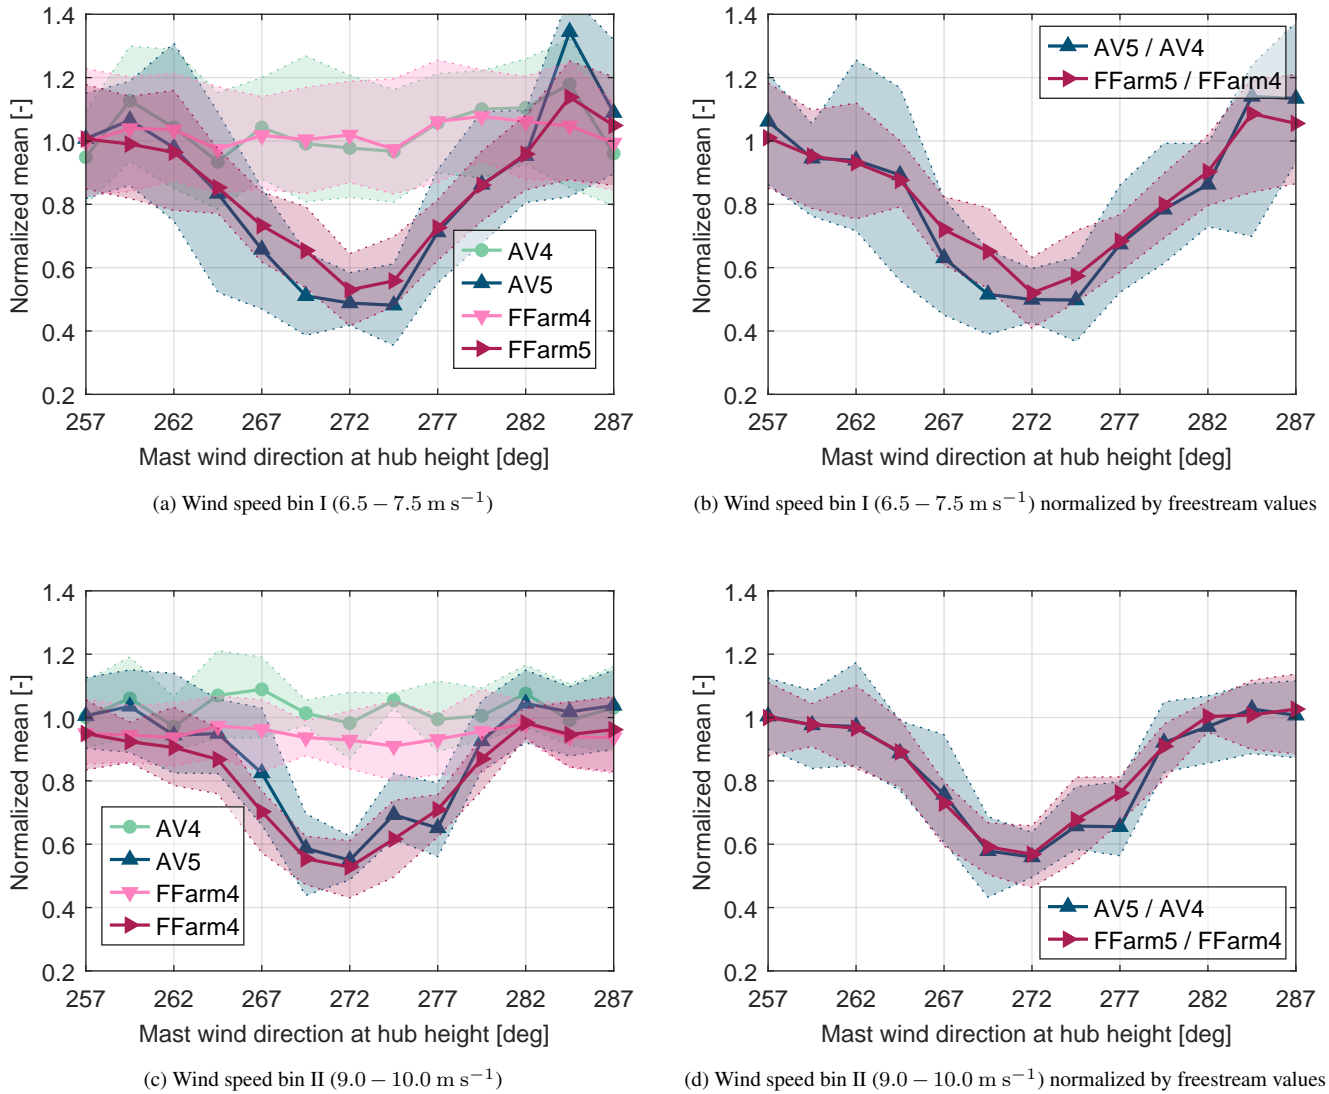 1.4
1.2
1.0
0.8
0.6
0.4
0.2
Normalized mean [-]
AV4
AV5
FFarm4
FFarm5
257 262 267 272 277 282 287
Mast wind direction at hub height [deg]
(a) Wind speed bin I (6.5 − 7.5 m s⁻¹)
1.4
1.2
1.0
0.8
0.6
0.4
0.2
Normalized mean [-]
AV5 / AV4
FFarm5 / FFarm4
257 262 267 272 277 282 287
Mast wind direction at hub height [deg]
(b) Wind speed bin I (6.5 − 7.5 m s⁻¹) normalized by freestream values
1.4
1.2
1.0
0.8
0.6
0.4
0.2
Normalized mean [-]
AV4
AV5
FFarm4
FFarm4
257 262 267 272 277 282 287
Mast wind direction at hub height [deg]
(c) Wind speed bin II (9.0 − 10.0 m s⁻¹)
1.4
1.2
1.0
0.8
0.6
0.4
0.2
Normalized mean [-]
AV5 / AV4
FFarm5 / FFarm4
257 262 267 272 277 282 287
Mast wind direction at hub height [deg]
(d) Wind speed bin II (9.0 − 10.0 m s⁻¹) normalized by freestream values